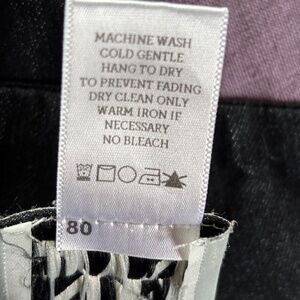 MACHINE WASH
COLD GENTLE
HANG TO DRY
TO PREVENT FADING
DRY CLEAN ONLY
WARM IRON IF
NECESSARY
NO BLEACH
80